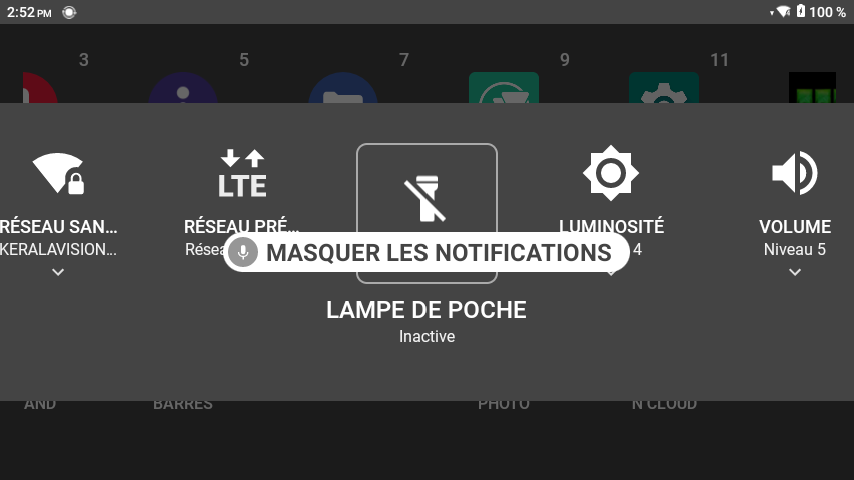 2:52 PM
100 %
3 5 7 9 11
LTE
RÉSEAU SAN…
KERALAVISION…
RÉSEAU PRÉ…
Résea
LUMINOSITÉ
4
VOLUME
Niveau 5
MASQUER LES NOTIFICATIONS
LAMPE DE POCHE
Inactive
AND BARRES PHOTO N CLOUD